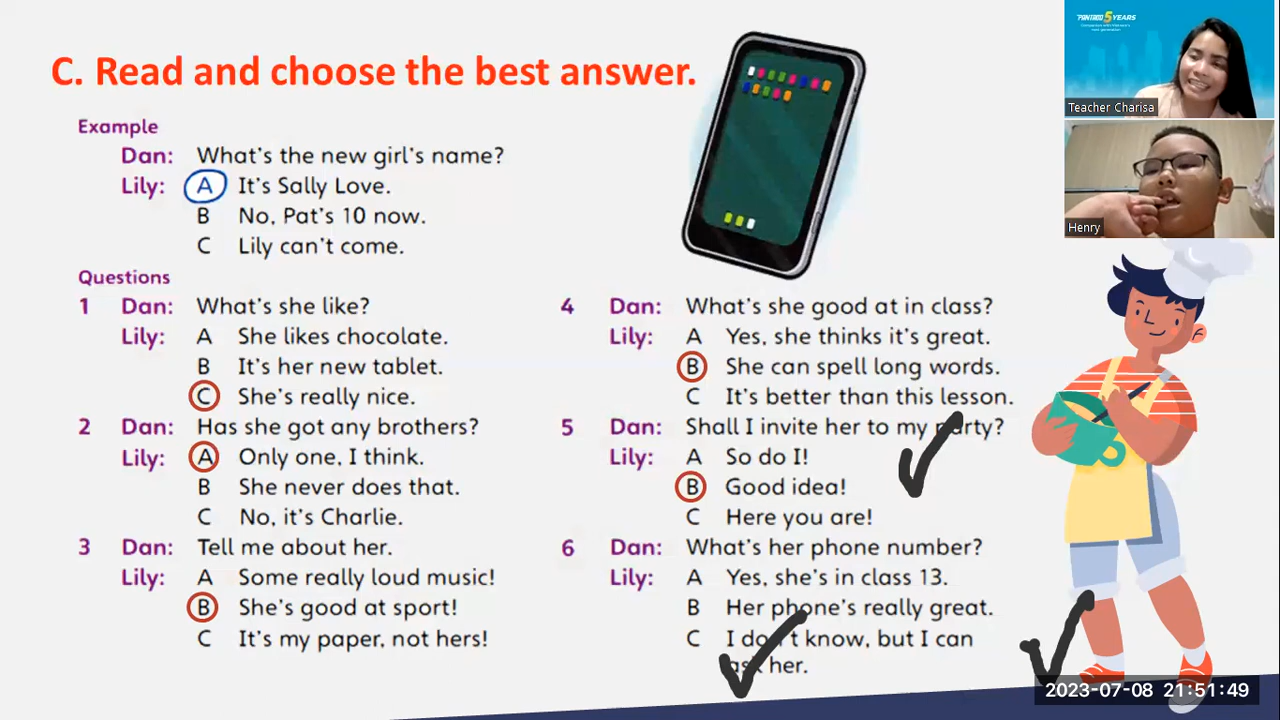 C. Read and choose the best answer.
Example
Dan: What's the new girl's name?
Lily: A It's Sally Love.
B No, Pat's 10 now.
C Lily can't come.
Questions
1 Dan: What's she like?
Lily: A She likes chocolate.
B It's her new tablet.
C She's really nice.
2 Dan: Has she got any brothers?
Lily: A Only one, I think.
B She never does that.
C No, it's Charlie.
3 Dan: Tell me about her.
Lily: A Some really loud music!
B She's good at sport!
C It's my paper, not hers!
4 Dan: What's she good at in class?
Lily: A Yes, she thinks it's great.
B She can spell long words.
C It's better than this lesson.
5 Dan: Shall I invite her to my party?
Lily: A So do I!
B Good idea!
C Here you are!
6 Dan: What's her phone number?
Lily: A Yes, she's in class 13.
B Her phone's really great.
C I don't know, but I can
ask her.
5 YEARS
Teacher Charisa
Henry
2023-07-08 21:51:49